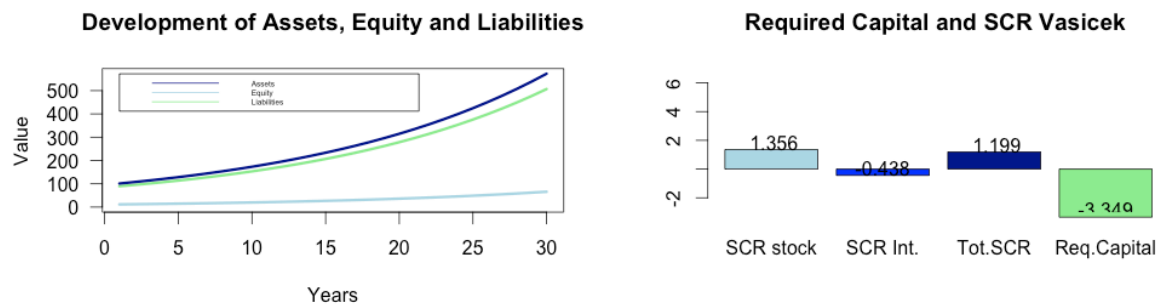 Development of Assets, Equity and Liabilities
Assets
Equity
Liabilities
Value
500
400
300
200
100
0
0 5 10 15 20 25 30
Years
Required Capital and SCR Vasicek
6
2
-2
1.356
-0.438
1.199
-3.349
SCR stock SCR Int. Tot.SCR Req.Capital